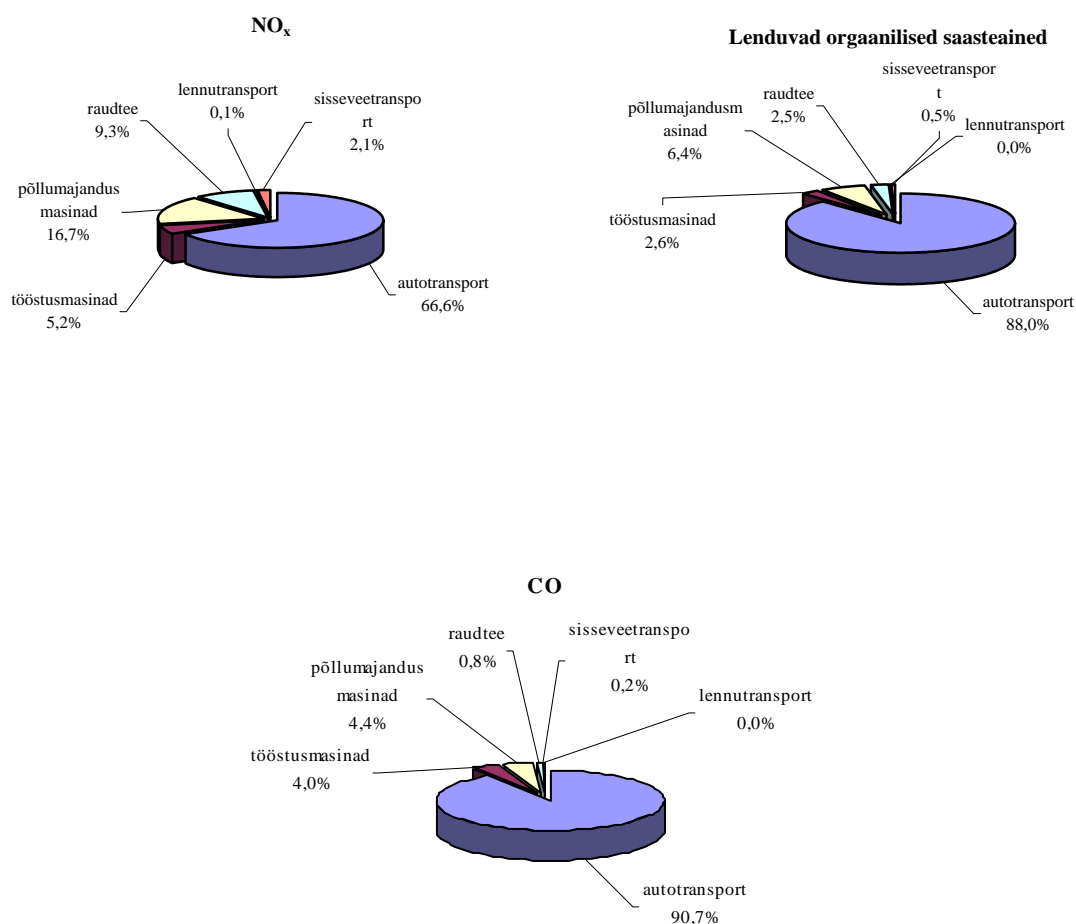 NOx
lennutransport
0,1%
sisseveetranspo
rt
2,1%
raudtee
9,3%
põllumajandus
masinad
16,7%
tööstusmasinad
5,2%
autotransport
66,6%
Lenduvad orgaanilised saasteained
sisseveetranspor
t
0,5%
raudtee
2,5%
lennutransport
0,0%
põllumajandusm
asinad
6,4%
tööstusmasinad
2,6%
autotransport
88,0%
CO
raudtee
0,8%
sisseveetranspo
rt
0,2%
põllumajandus
masinad
4,4%
lennutransport
0,0%
tööstusmasinad
4,0%
autotransport
90,7%